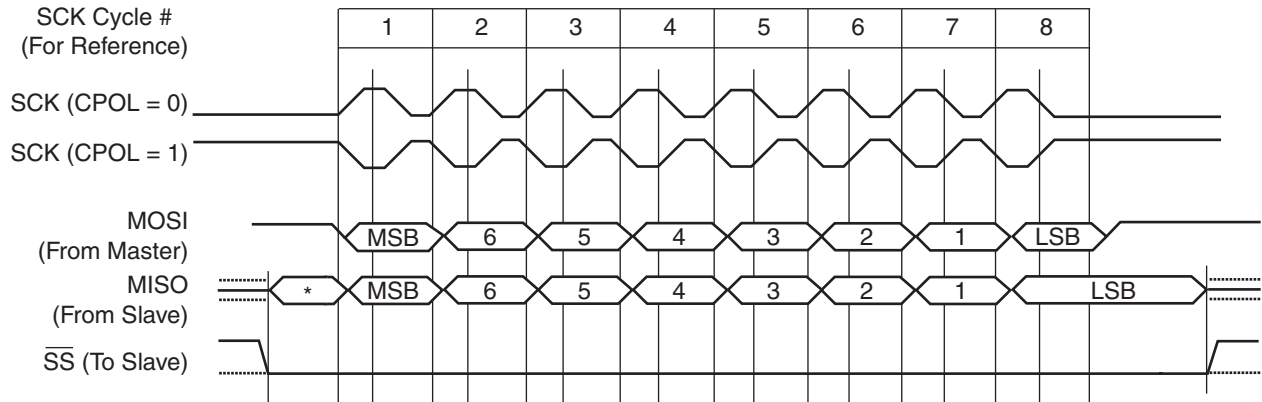 SCK Cycle #
(For Reference)
1 2 3 4 5 6 7 8
SCK (CPOL = 0)
SCK (CPOL = 1)
MOSI
(From Master)
MSB 6 5 4 3 2 1 LSB
MISO
(From Slave)
* MSB 6 5 4 3 2 1 LSB
S̅S̅ (To Slave)